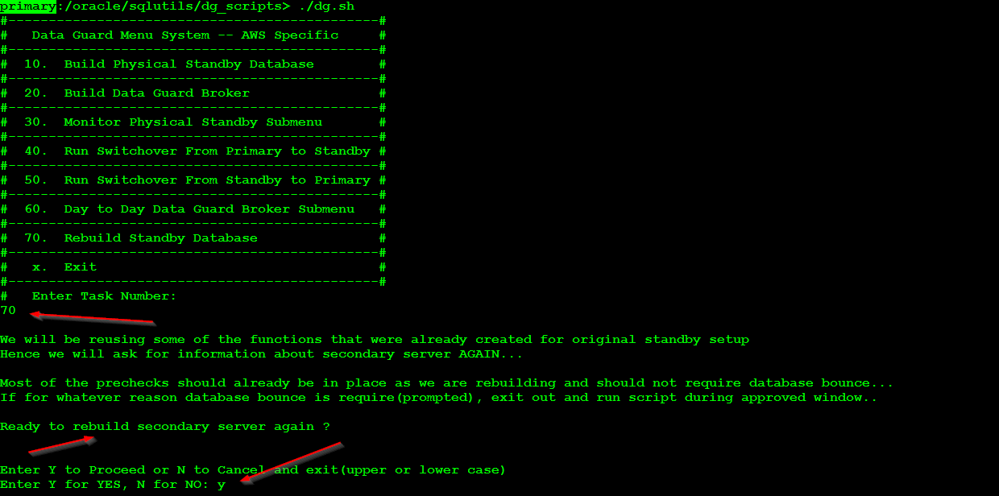 primary:/oracle/sqlutils/dg_scripts> ./dg.sh
#----------------------------------------------#
#   Data Guard Menu System -- AWS Specific     #
#----------------------------------------------#
#  10.  Build Physical Standby Database        #
#----------------------------------------------#
#  20.  Build Data Guard Broker                #
#----------------------------------------------#
#  30.  Monitor Physical Standby Submenu       #
#----------------------------------------------#
#  40.  Run Switchover From Primary to Standby #
#----------------------------------------------#
#  50.  Run Switchover From Standby to Primary #
#----------------------------------------------#
#  60.  Day to Day Data Guard Broker Submenu   #
#----------------------------------------------#
#  70.  Rebuild Standby Database               #
#----------------------------------------------#
#   x.  Exit                                   #
#----------------------------------------------#
#   Enter Task Number:
70
We will be reusing some of the functions that were already created for original standby setup
Hence we will ask for information about secondary server AGAIN...
Most of the prechecks should already be in place as we are rebuilding and should not require database bounce...
If for whatever reason database bounce is require(prompted), exit out and run script during approved window..
Ready to rebuild secondary server again ?
Enter Y to Proceed or N to Cancel and exit(upper or lower case)
Enter Y for YES, N for NO: y